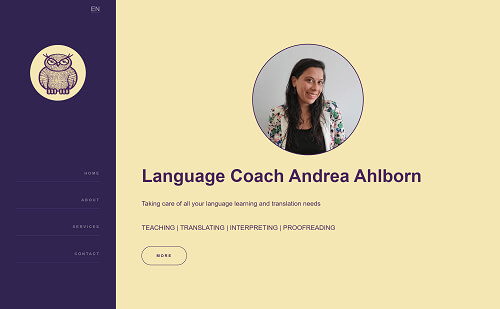 EN
HOME
ABOUT
SERVICES
CONTACT
Language Coach Andrea Ahlborn
Taking care of all your language learning and translation needs
TEACHING | TRANSLATING | INTERPRETING | PROOFREADING
MORE